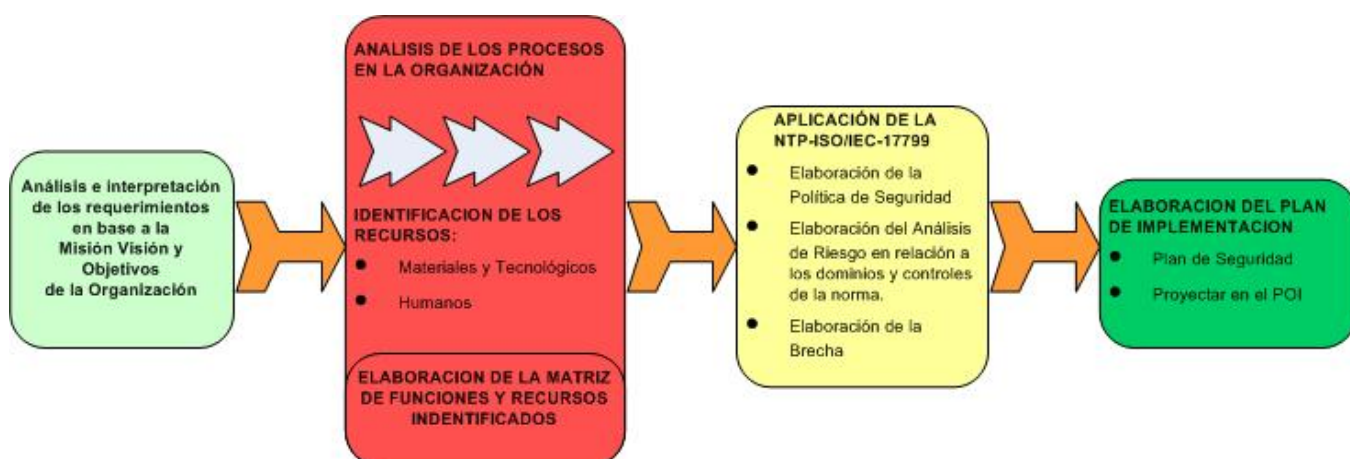 Análisis e interpretación
de los requerimientos
en base a la
Misión Visión y
Objetivos
de la Organización
ANALISIS DE LOS PROCESOS
EN LA ORGANIZACIÓN
IDENTIFICACION DE LOS
RECURSOS:
● Materiales y Tecnológicos
● Humanos
ELABORACION DE LA MATRIZ
DE FUNCIONES Y RECURSOS
INDENTIFICADOS
APLICACIÓN DE LA
NTP-ISO/IEC-17799
● Elaboración de la
Política de Seguridad
● Elaboración del Análisis
de Riesgo en relación a
los dominios y controles
de la norma.
● Elaboración de la
Brecha
ELABORACION DEL PLAN
DE IMPLEMENTACION
● Plan de Seguridad
● Proyectar en el POI